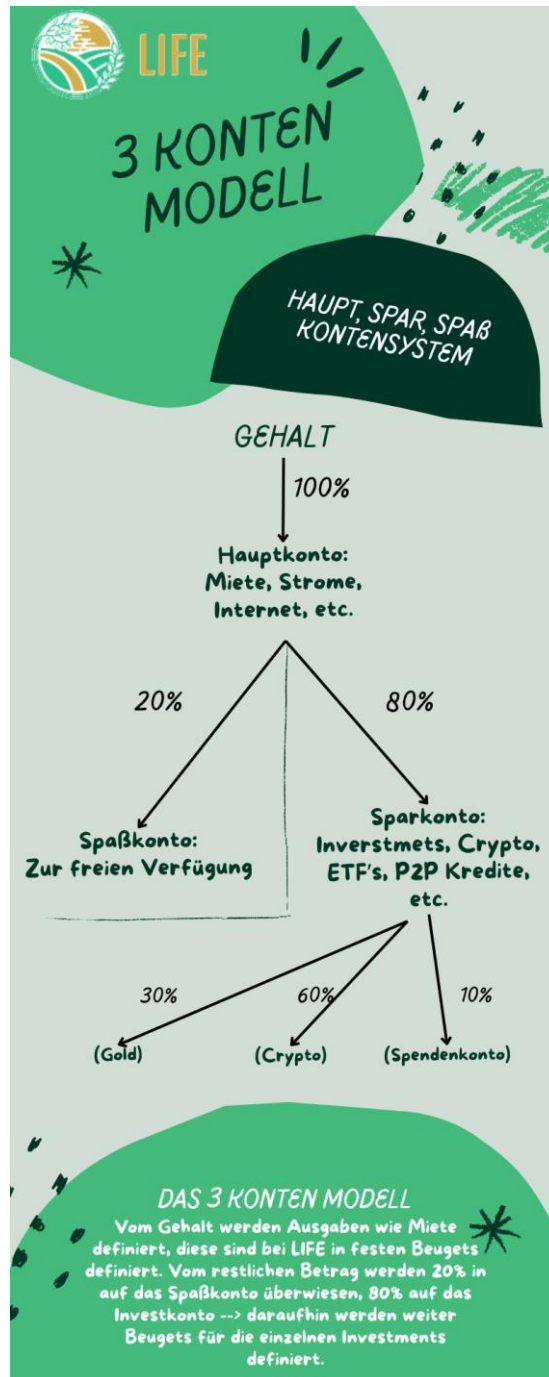 LIFE
3 KONTEN
MODELL
HAUPT, SPAR, SPAß
KONTENSYSTEM
GEHALT
100%
Hauptkonto:
Miete, Strome,
Internet, etc.
20%
80%
Spaßkonto:
Zur freien Verfügung
Sparkonto:
Inverstmets, Crypto,
ETF's, P2P Kredite,
etc.
30%
60%
10%
(Gold)
(Crypto)
(Spendenkonto)
DAS 3 KONTEN MODELL
Vom Gehalt werden Ausgaben wie Miete
definiert, diese sind bei LIFE in festen Beugets
definiert. Vom restlichen Betrag werden 20% in
auf das Spaßkonto überwiesen, 80% auf das
Investkonto --> daraufhin werden weiter
Beugets für die einzelnen Investments
definiert.